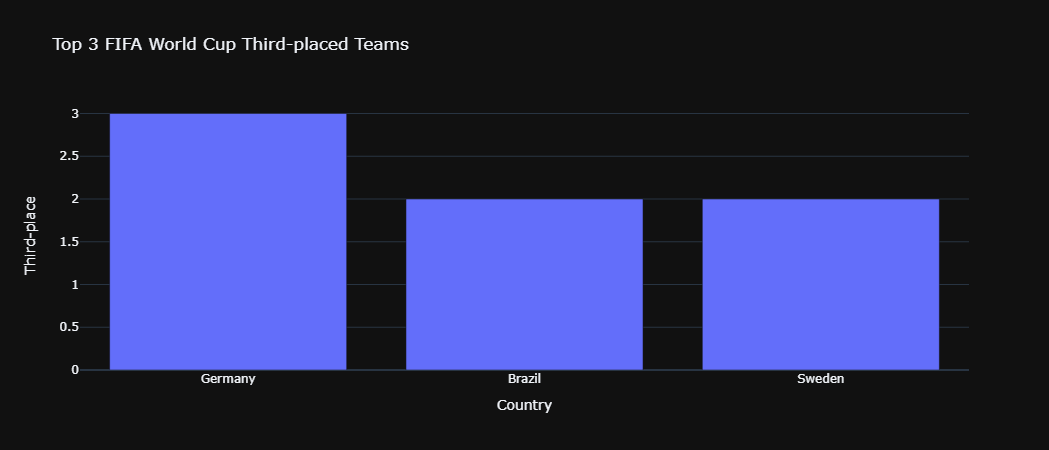 Top 3 FIFA World Cup Third-placed Teams
Third-place
3
2.5
2
1.5
1
0.5
0
Germany
Brazil
Sweden
Country